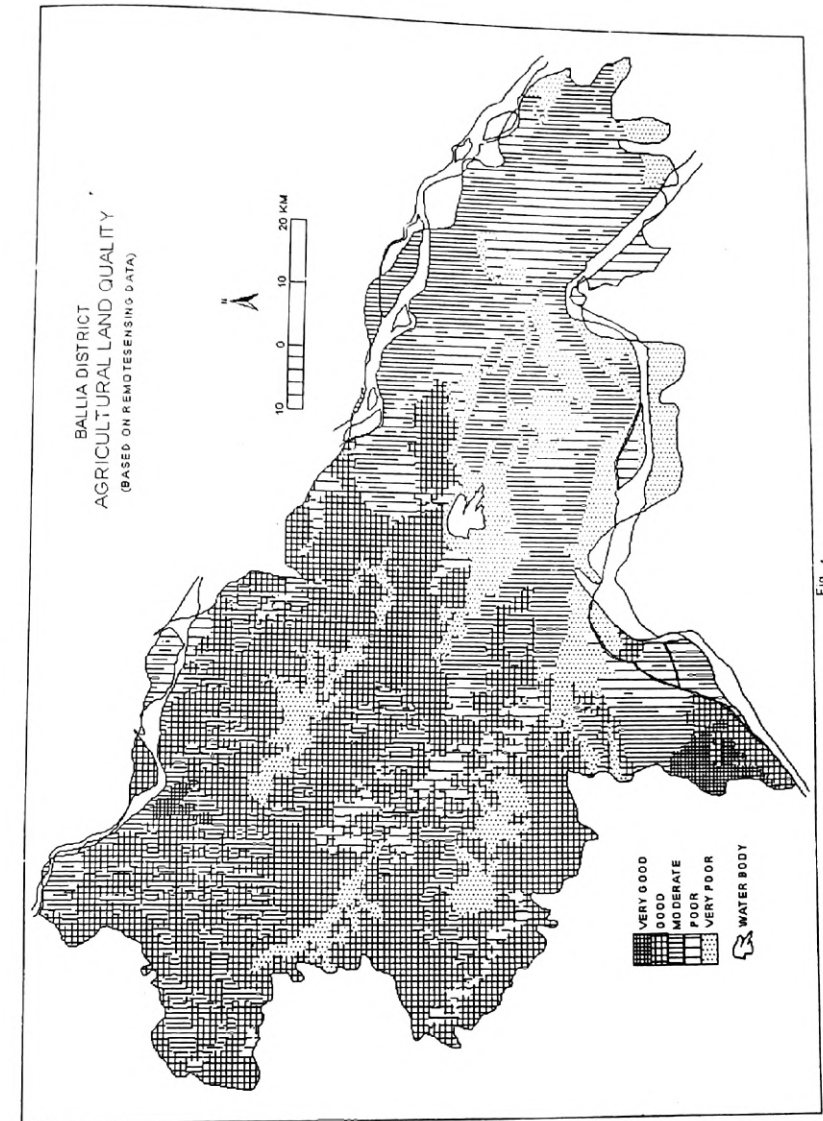 BALLIA DISTRICT
AGRICULTURAL LAND QUALITY
(BASED ON REMOTESENSING DATA)
N
10 0 10 20 KM
VERY GOOD
GOOD
MODERATE
POOR
VERY POOR
WATER BODY
Fig.